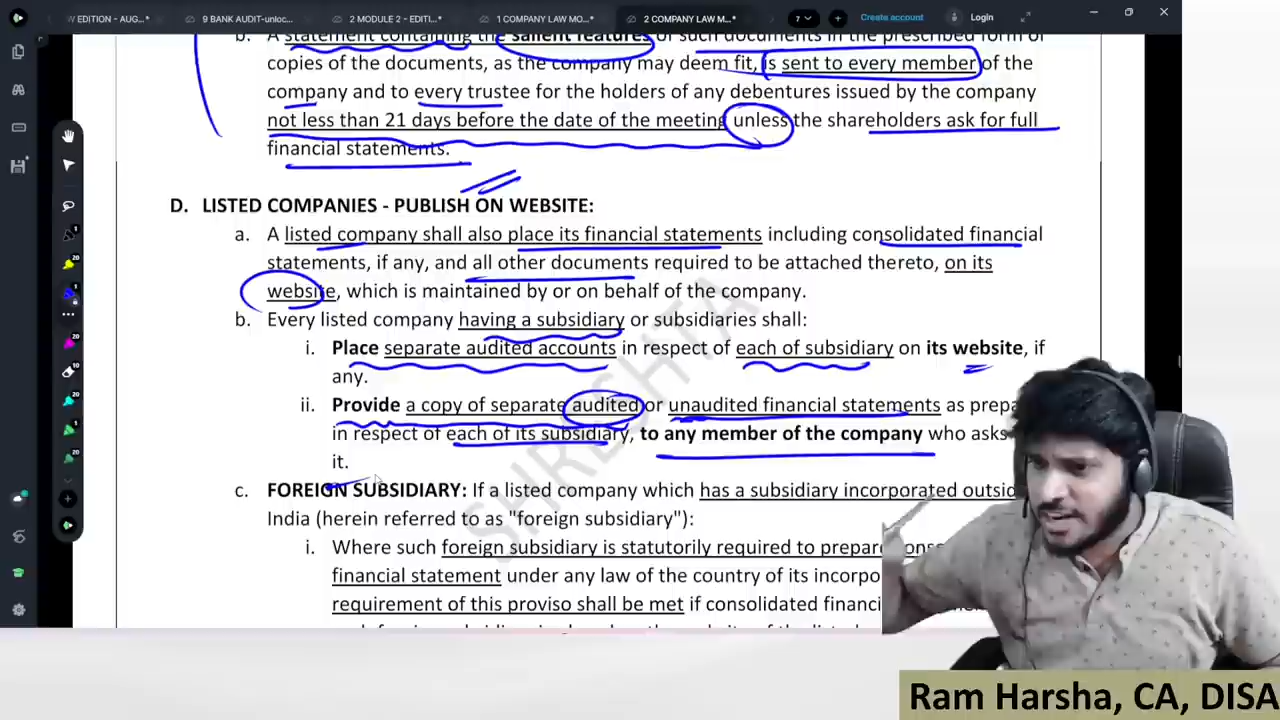 W EDITION - AUG...* 9 BANK AUDIT-unloc... 2 MODULE 2 - EDITI...* 1 COMPANY LAW MO...* 2 COMPANY LAW M...* 7 Create account Login
b. A statement containing the salient features of such documents in the prescribed form or
copies of the documents, as the company may deem fit, is sent to every member of the
company and to every trustee for the holders of any debentures issued by the company
not less than 21 days before the date of the meeting unless the shareholders ask for full
financial statements.
D. LISTED COMPANIES - PUBLISH ON WEBSITE:
a. A listed company shall also place its financial statements including consolidated financial
statements, if any, and all other documents required to be attached thereto, on its
website, which is maintained by or on behalf of the company.
b. Every listed company having a subsidiary or subsidiaries shall:
i. Place separate audited accounts in respect of each of subsidiary on its website, if
any.
ii. Provide a copy of separate audited or unaudited financial statements as prepa
in respect of each of its subsidiary, to any member of the company who asks
it.
c. FOREIGN SUBSIDIARY: If a listed company which has a subsidiary incorporated outsid
India (herein referred to as "foreign subsidiary"):
i. Where such foreign subsidiary is statutorily required to prepare
financial statement under any law of the country of its incorpo
requirement of this proviso shall be met if consolidated financi
SHRESHTA
Ram Harsha, CA, DISA